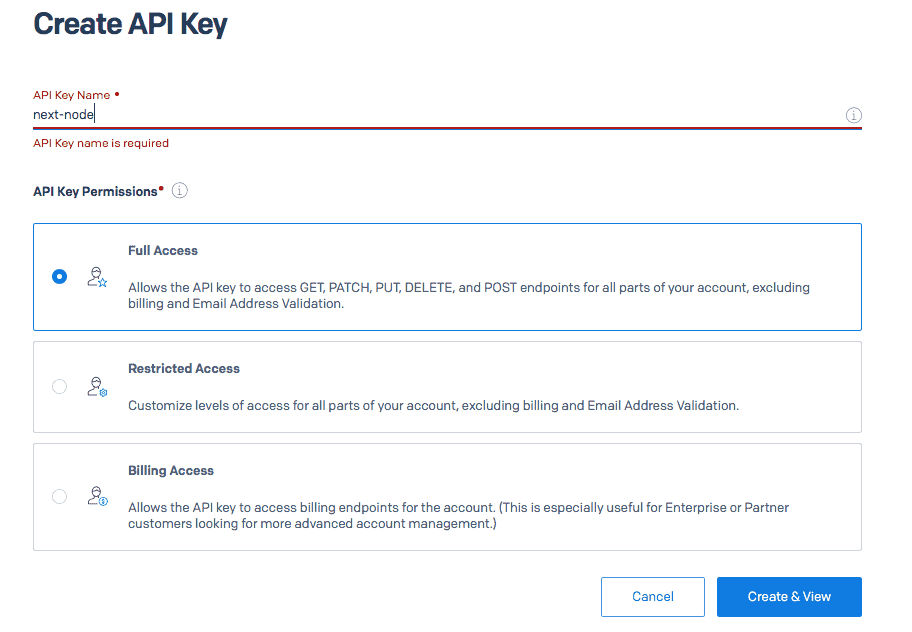 Create API Key
API Key Name •
next-node
API Key name is required
API Key Permissions•
Full Access
Allows the API key to access GET, PATCH, PUT, DELETE, and POST endpoints for all parts of your account, excluding
billing and Email Address Validation.
Restricted Access
Customize levels of access for all parts of your account, excluding billing and Email Address Validation.
Billing Access
Allows the API key to access billing endpoints for the account. (This is especially useful for Enterprise or Partner
customers looking for more advanced account management.)
Cancel
Create & View